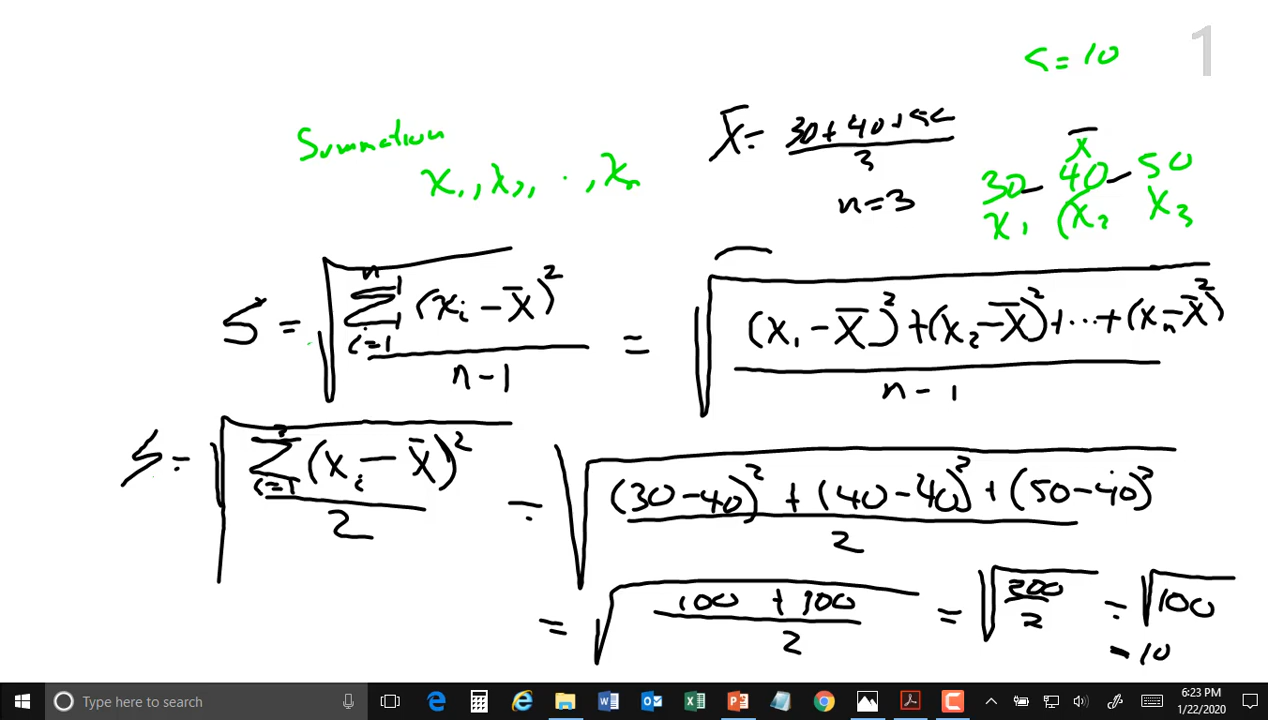 1
s = 10
Summation
x₁, x₂, ..., xₙ
X̄ = (30+40+50)/3
n = 3
x̄
30 - 40 - 50
x₁ (x₂ x₃
S = √(Σᵢ₌₁ⁿ (xᵢ - x̄)² / (n-1)) = √(((x₁ - X̄)² + (x₂ - X̄)² + ... + (xₙ - X̄)²) / (n-1))
S = √(Σᵢ₌₁³ (xᵢ - x̄)² / 2) = √(((30-40)² + (40-40)² + (50-40)²) / 2)
= √((100 + 100)/2) = √(200/2) = √100
= 10
Type here to search
6:23 PM
1/22/2020